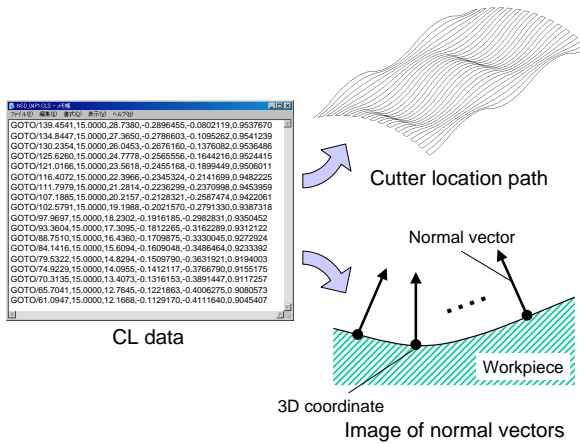 NSD_04P1.CLS - メモ帳
ファイル(F) 編集(E) 書式(O) 表示(V) ヘルプ(H)
GOTO/139.4541,15.0000,28.7380,-0.2896455,-0.0802119,0.9537670
GOTO/134.8447,15.0000,27.3650,-0.2786603,-0.1095262,0.9541239
GOTO/130.2354,15.0000,26.0453,-0.2676160,-0.1376082,0.9536486
GOTO/125.6260,15.0000,24.7778,-0.2565556,-0.1644216,0.9524415
GOTO/121.0166,15.0000,23.5618,-0.2455168,-0.1899449,0.9506011
GOTO/116.4072,15.0000,22.3966,-0.2345324,-0.2141699,0.9482225
GOTO/111.7979,15.0000,21.2814,-0.2236299,-0.2370998,0.9453959
GOTO/107.1885,15.0000,20.2157,-0.2128321,-0.2587474,0.9422061
GOTO/102.5791,15.0000,19.1988,-0.2021570,-0.2791330,0.9387318
GOTO/97.9697,15.0000,18.2302,-0.1916185,-0.2982831,0.9350452
GOTO/93.3604,15.0000,17.3095,-0.1812265,-0.3162289,0.9312122
GOTO/88.7510,15.0000,16.4360,-0.1709875,-0.3330045,0.9272924
GOTO/84.1416,15.0000,15.6094,-0.1609048,-0.3486464,0.9233392
GOTO/79.5322,15.0000,14.8294,-0.1509790,-0.3631921,0.9194003
GOTO/74.9229,15.0000,14.0955,-0.1412117,-0.3766790,0.9155175
GOTO/70.3135,15.0000,13.4073,-0.1316153,-0.3891447,0.9117257
GOTO/65.7041,15.0000,12.7645,-0.1221863,-0.4006275,0.9080573
GOTO/61.0947,15.0000,12.1668,-0.1129170,-0.4111640,0.9045407
CL data
Cutter location path
Normal vector
Workpiece
3D coordinate
Image of normal vectors